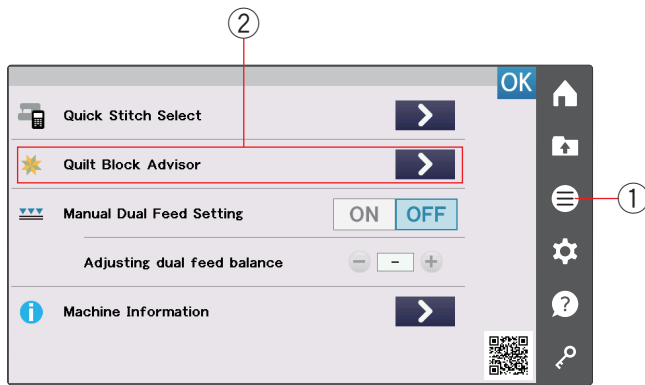 ②
OK
Quick Stitch Select
Quilt Block Advisor
①
Manual Dual Feed Setting ON OFF
Adjusting dual feed balance − - +
Machine Information
?